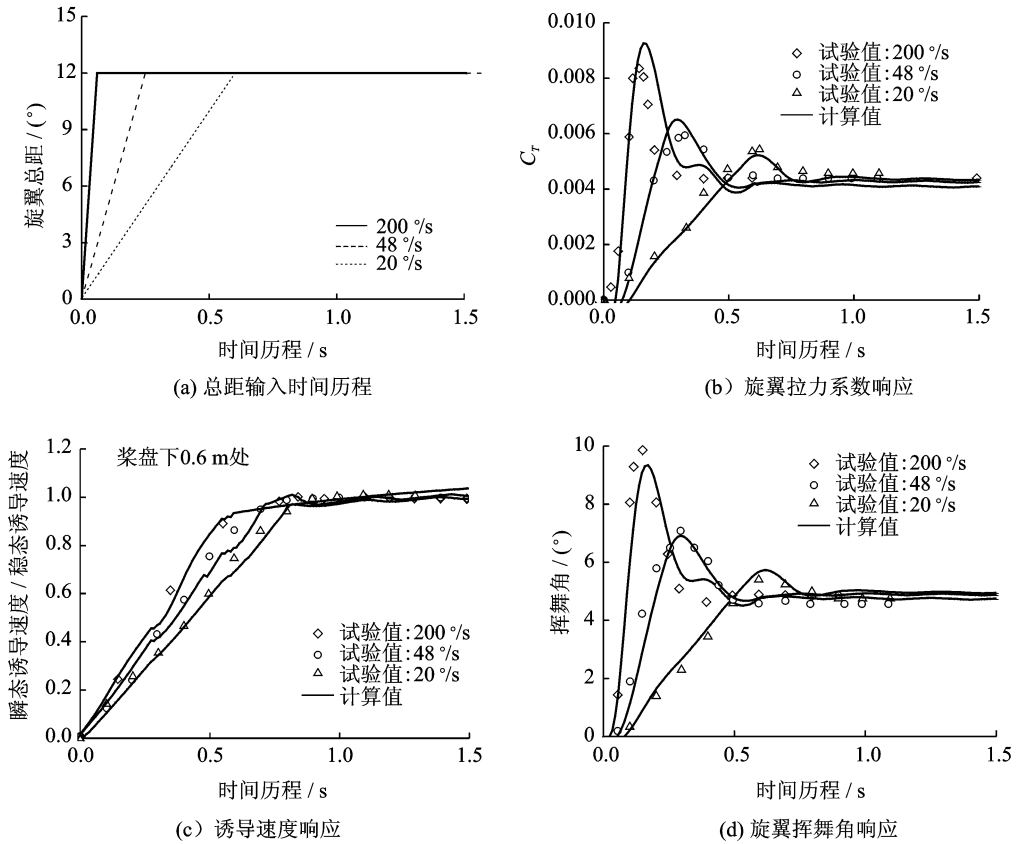 15
12
9
6
3
0
旋翼总距 / (°)
200 °/s
48 °/s
20 °/s
0.0 0.5 1.0 1.5
时间历程 / s
(a) 总距输入时间历程
0.010
0.008
0.006
0.004
0.002
0.000
C_T
试验值:200 °/s
试验值:48 °/s
试验值:20 °/s
计算值
0.0 0.5 1.0 1.5
时间历程 / s
(b）旋翼拉力系数响应
1.2
1.0
0.8
0.6
0.4
0.2
0.0
瞬态诱导速度 / 稳态诱导速度
桨盘下0.6 m处
试验值:200 °/s
试验值:48 °/s
试验值:20 °/s
计算值
0.0 0.5 1.0 1.5
时间历程 / s
(c）诱导速度响应
10
8
6
4
2
0
挥舞角 / (°)
试验值:200 °/s
试验值:48 °/s
试验值:20 °/s
计算值
0.0 0.5 1.0 1.5
时间历程 / s
(d) 旋翼挥舞角响应